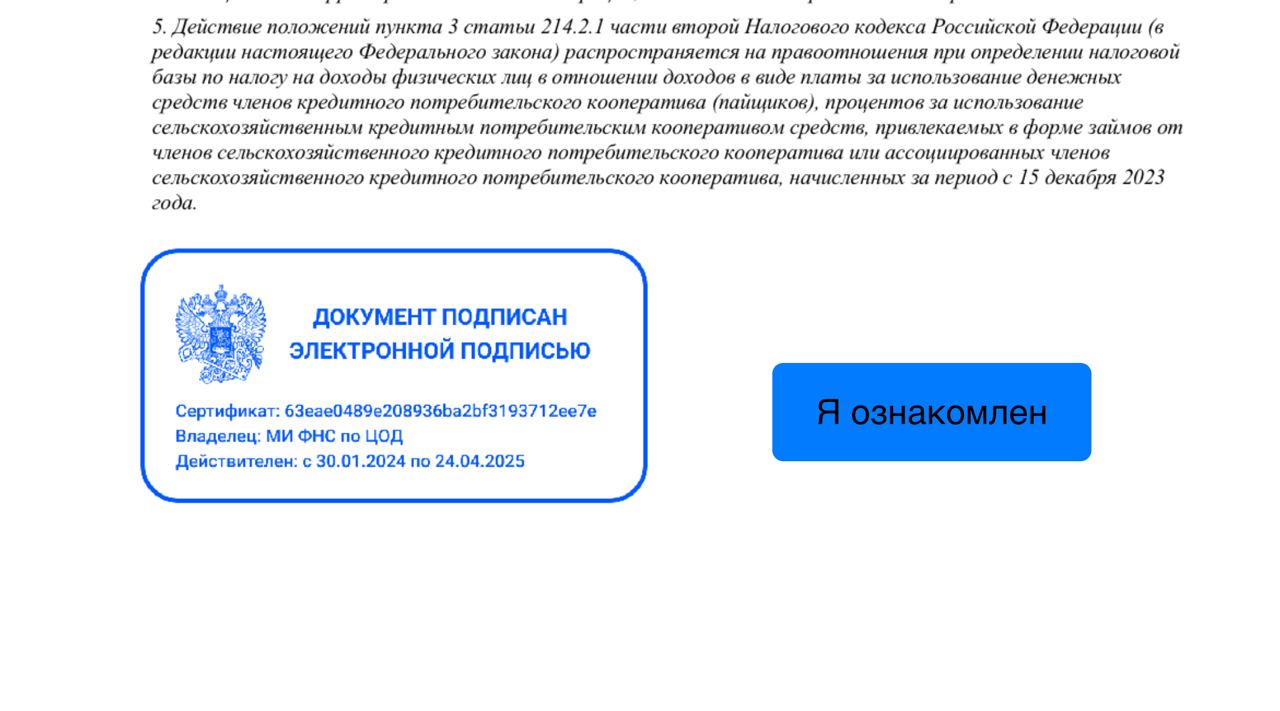 5. Действие положений пункта 3 статьи 214.2.1 части второй Налогового кодекса Российской Федерации (в
редакции настоящего Федерального закона) распространяется на правоотношения при определении налоговой
базы по налогу на доходы физических лиц в отношении доходов в виде платы за использование денежных
средств членов кредитного потребительского кооператива (пайщиков), процентов за использование
сельскохозяйственным кредитным потребительским кооперативом средств, привлекаемых в форме займов от
членов сельскохозяйственного кредитного потребительского кооператива или ассоциированных членов
сельскохозяйственного кредитного потребительского кооператива, начисленных за период с 15 декабря 2023
года.
ДОКУМЕНТ ПОДПИСАН
ЭЛЕКТРОННОЙ ПОДПИСЬЮ
Сертификат: 63eae0489e208936ba2bf3193712ee7e
Владелец: МИ ФНС по ЦОД
Действителен: с 30.01.2024 по 24.04.2025
Я ознакомлен